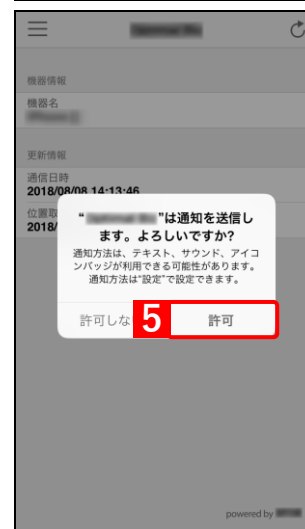 機器情報
機器名
更新情報
通信日時
2018/08/08 14:13:46
位置取
2018/
“ ”は通知を送信し
ます。よろしいですか?
通知方法は、テキスト、サウンド、アイコ
ンバッジが利用できる可能性があります。
通知方法は“設定”で設定できます。
許可しな
5
許可
powered by